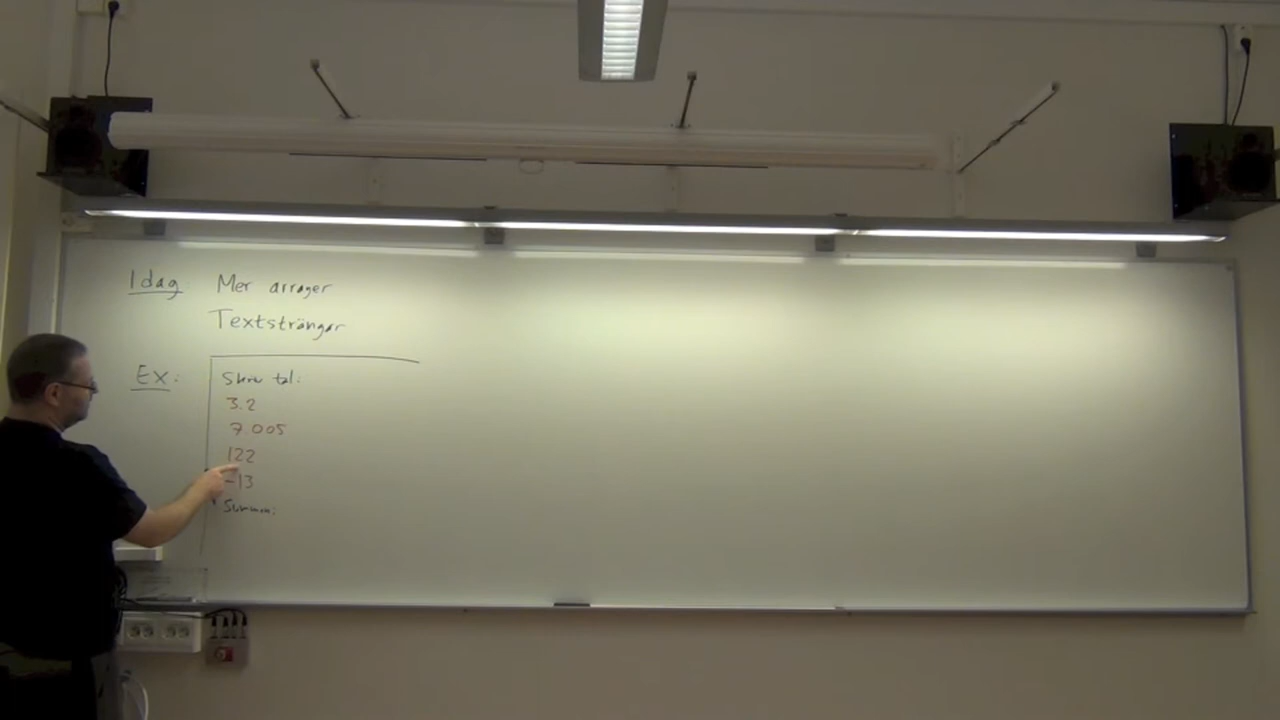 Idag: Mer arrayer
Textsträngar
Ex: Skriv tal:
3.2
7.005
122
-13
Summa: